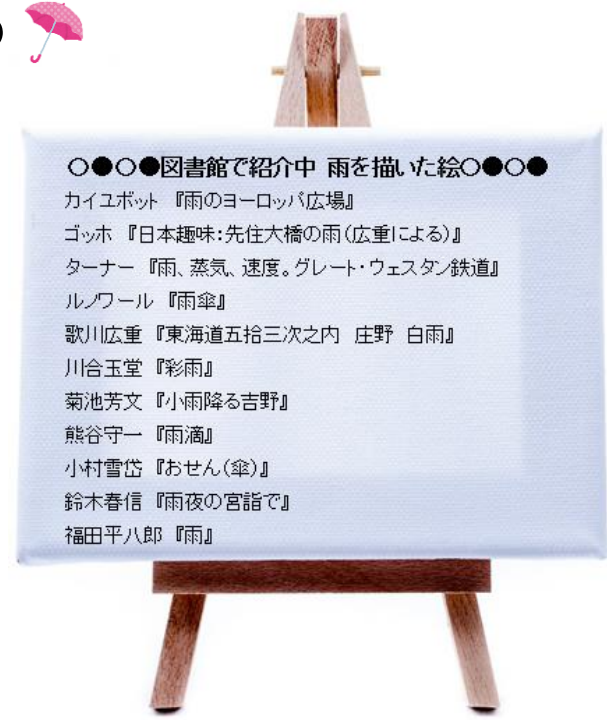 )
○●○●図書館で紹介中 雨を描いた絵○●○●
カイユボット 『雨のヨーロッパ広場』
ゴッホ 『日本趣味:先住大橋の雨(広重による)』
ターナー 『雨、蒸気、速度。グレート・ウェスタン鉄道』
ルノワール 『雨傘』
歌川広重 『東海道五拾三次之内 庄野 白雨』
川合玉堂 『彩雨』
菊池芳文 『小雨降る吉野』
熊谷守一 『雨滴』
小村雪岱 『おせん(傘)』
鈴木春信 『雨夜の宮詣で』
福田平八郎 『雨』